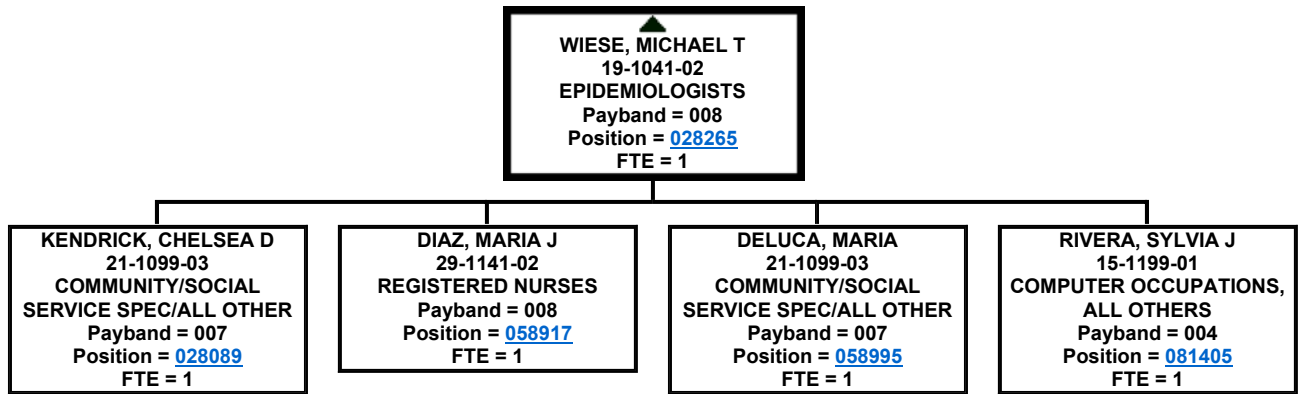 WIESE, MICHAEL T
19-1041-02
EPIDEMIOLOGISTS
Payband = 008
Position = 028265
FTE = 1
KENDRICK, CHELSEA D
21-1099-03
COMMUNITY/SOCIAL
SERVICE SPEC/ALL OTHER
Payband = 007
Position = 028089
FTE = 1
DIAZ, MARIA J
29-1141-02
REGISTERED NURSES
Payband = 008
Position = 058917
FTE = 1
DELUCA, MARIA
21-1099-03
COMMUNITY/SOCIAL
SERVICE SPEC/ALL OTHER
Payband = 007
Position = 058995
FTE = 1
RIVERA, SYLVIA J
15-1199-01
COMPUTER OCCUPATIONS,
ALL OTHERS
Payband = 004
Position = 081405
FTE = 1